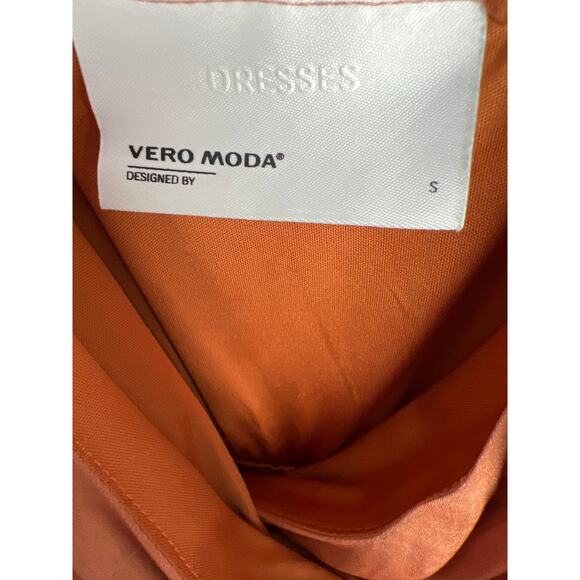 DRESSES
VERO MODA®
DESIGNED BY
S